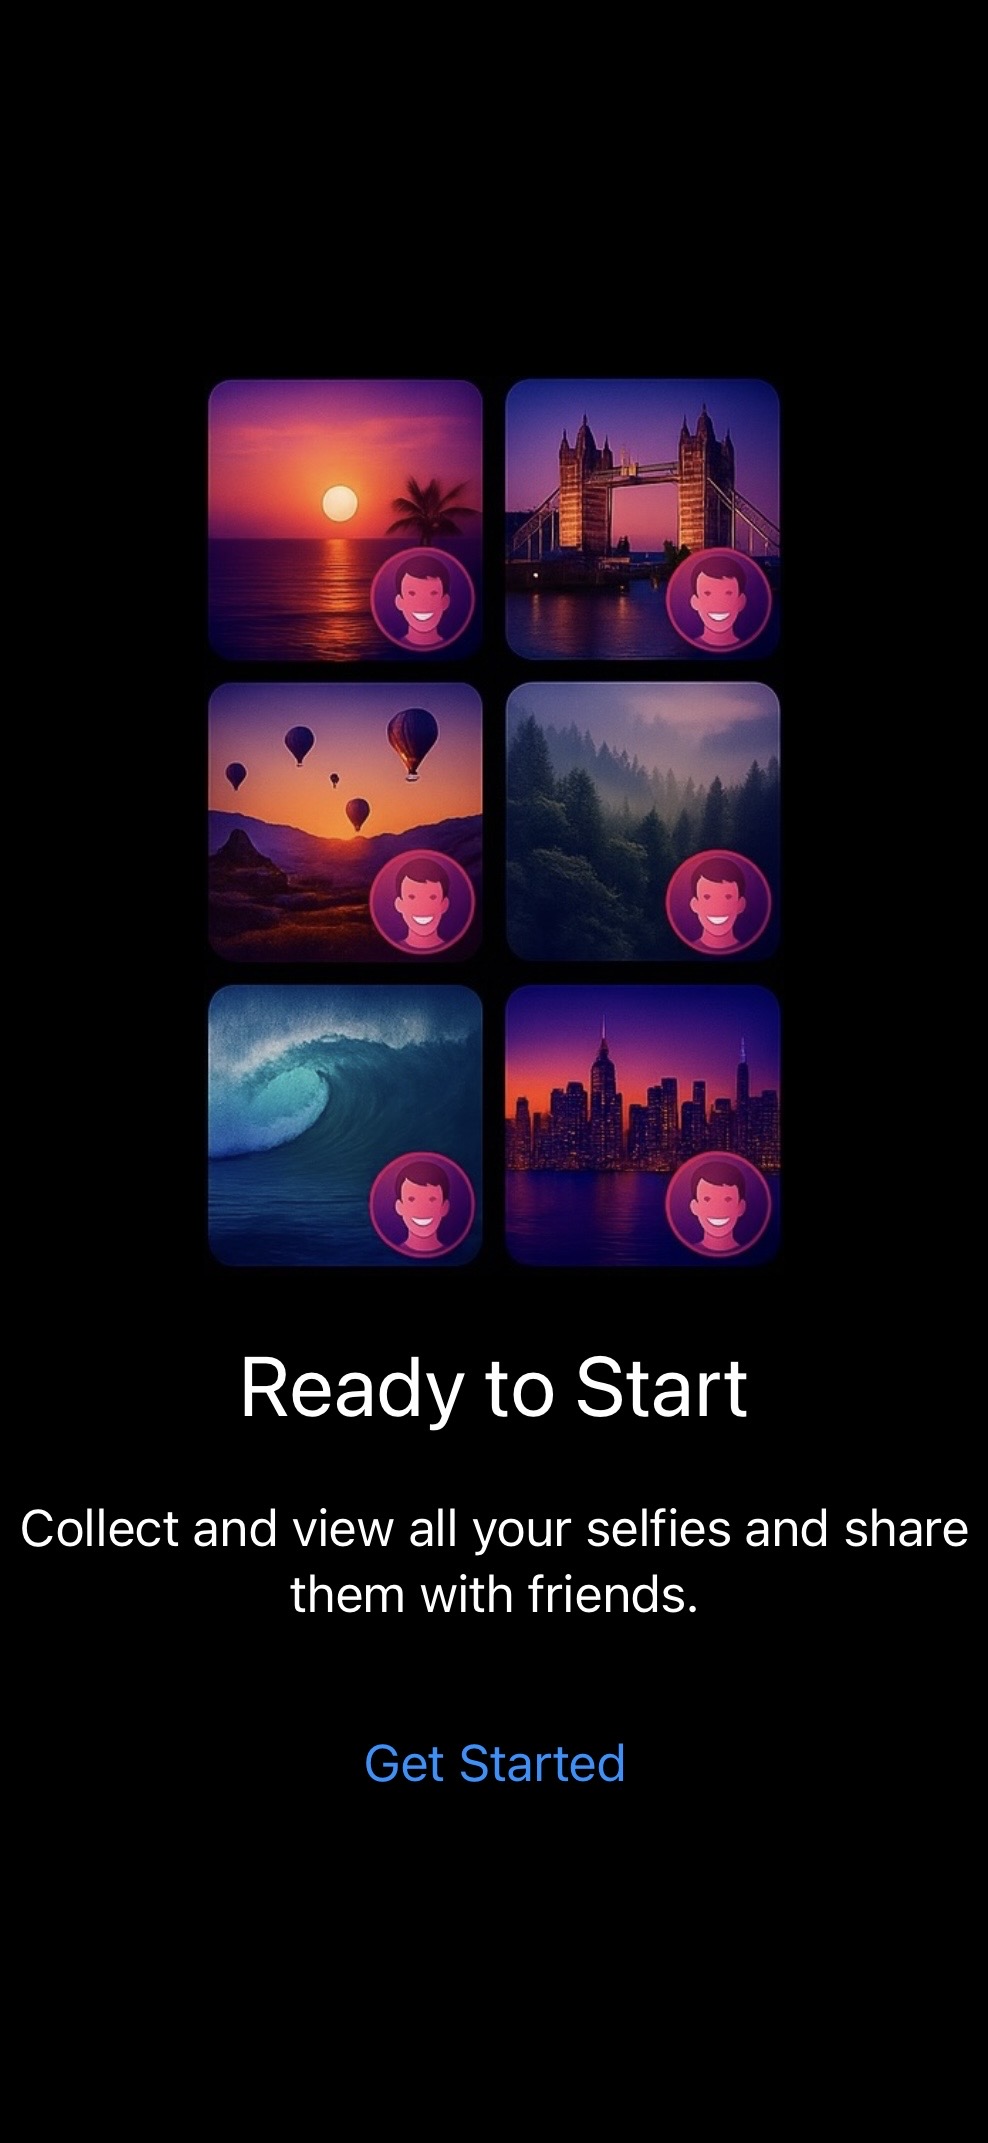 Ready to Start
Collect and view all your selfies and share
them with friends.
Get Started